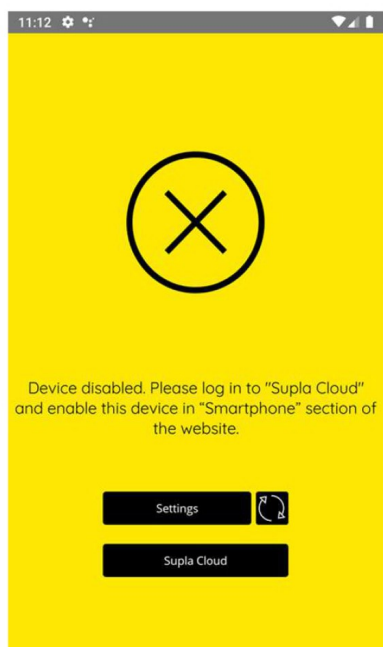 11:12
Device disabled. Please log in to "Supla Cloud"
and enable this device in “Smartphone” section of
the website.
Settings
Supla Cloud